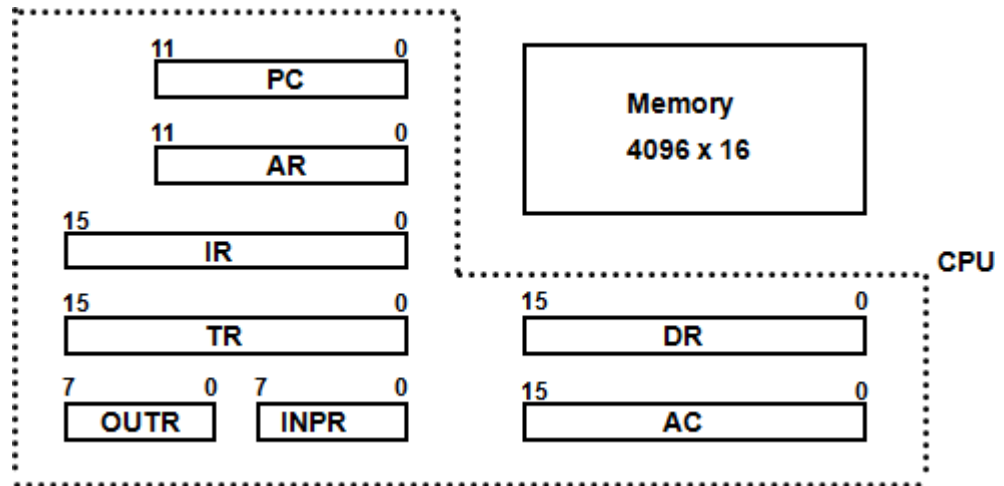 11 0
PC
11 0
AR
15 0
IR
15 0
TR
7 0 7 0
OUTR INPR
Memory
4096 x 16
CPU
15 0
DR
15 0
AC